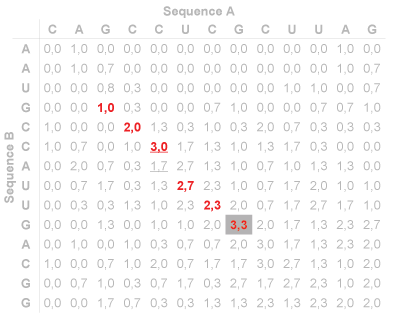 Sequence A
C A G C C U C G C U U A G
Sequence B
A 0,0 1,0 0,0 0,0 0,0 0,0 0,0 0,0 0,0 0,0 0,0 1,0 0,0
A 0,0 1,0 0,7 0,0 0,0 0,0 0,0 0,0 0,0 0,0 0,0 1,0 0,7
U 0,0 0,0 0,8 0,3 0,0 0,0 0,0 0,0 0,0 1,0 1,0 0,0 0,7
G 0,0 0,0 1,0 0,3 0,0 0,0 0,7 1,0 0,0 0,0 0,7 0,7 1,0
C 1,0 0,0 0,0 2,0 1,3 0,3 1,0 0,3 2,0 0,7 0,3 0,3 0,3
C 1,0 0,7 0,0 1,0 3,0 1,7 1,3 1,0 1,3 1,7 0,3 0,0 0,0
A 0,0 2,0 0,7 0,3 1,7 2,7 1,3 1,0 0,7 1,0 1,3 1,3 0,0
U 0,0 0,7 1,7 0,3 1,3 2,7 2,3 1,0 0,7 1,7 2,0 1,0 1,0
U 0,0 0,3 0,3 1,3 1,0 2,3 2,3 2,0 0,7 1,7 2,7 1,7 1,0
G 0,0 0,0 1,3 0,0 1,0 1,0 2,0 3,3 2,0 1,7 1,3 2,3 2,7
A 0,0 1,0 0,0 1,0 0,3 0,7 0,7 2,0 3,0 1,7 1,3 2,3 2,0
C 1,0 0,0 0,7 1,0 2,0 0,7 1,7 1,7 3,0 2,7 1,3 1,0 2,0
G 0,0 0,7 1,0 0,3 0,7 1,7 0,3 2,7 1,7 2,7 2,3 1,0 2,0
G 0,0 0,0 1,7 0,7 0,3 0,3 1,3 1,3 2,3 1,3 2,3 2,0 2,0